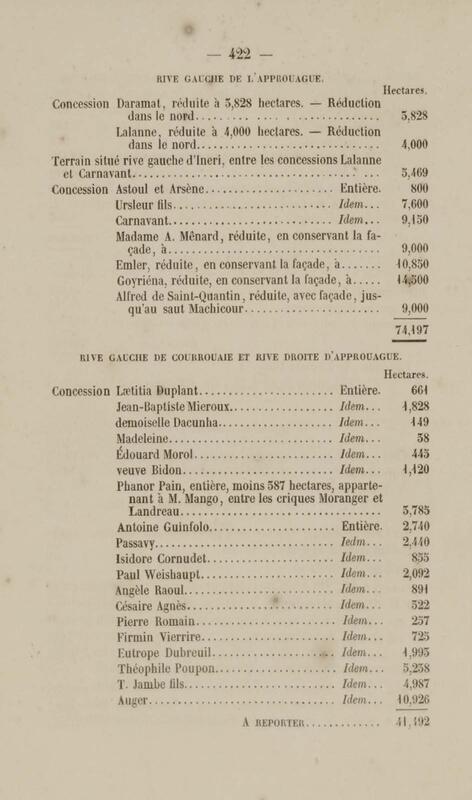 — 422 —
RIVE GAUCHE DE L'APPROUAGUE.
Hectares.
Concession Daramat, réduite à 3,828 hectares. — Réduction
dans le nord........ 3,828
Lalanne, réduite à 4,000 hectares. — Réduction
dans le nord........ 4,000
Terrain situé rive gauche d'Ineri, entre les concessions Lalanne
et Carnavant........ 5,469
Concession Astoul et Arsène........ Entière. 800
Ursleur fils........ Idem... 7,600
Carnavant........ Idem... 9,150
Madame A. Ménard, réduite, en conservant la fa-
çade, à........ 9,000
Emler, réduite, en conservant la façade, à....... 10,850
Goyriéna, réduite, en conservant la façade, à..... 14,500
Alfred de Saint-Quantin, réduite, avec façade, jus-
qu'au saut Machicour........ 9,000
74,197
RIVE GAUCHE DE COURROUAIE ET RIVE DROITE D'APPROUAGUE.
Hectares.
Concession Lætitia Duplant........ Entière. 661
Jean-Baptiste Mieroux........ Idem... 1,828
demoiselle Dacunha........ Idem... 149
Madeleine........ Idem... 38
Édouard Morol........ Idem... 445
veuve Bidon........ Idem... 1,120
Phanor Pain, entière, moins 587 hectares, apparte-
nant à M. Mango, entre les criques Moranger et
Landreau........ 3,785
Antoine Guinfolo........ Entière. 2,740
Passavy........ Iedm... 2,440
Isidore Cornudet........ Idem... 855
Paul Weishaupt........ Idem... 2,092
Angèle Raoul........ Idem... 891
Césaire Agnès........ Idem... 322
Pierre Romain........ Idem... 257
Firmin Vierrire........ Idem... 725
Eutrope Dubreuil........ Idem... 1,993
Théophile Poupon........ Idem... 5,238
T. Jambe fils........ Idem... 4,987
Auger........ Idem... 10,926
A REPORTER............. 41,492